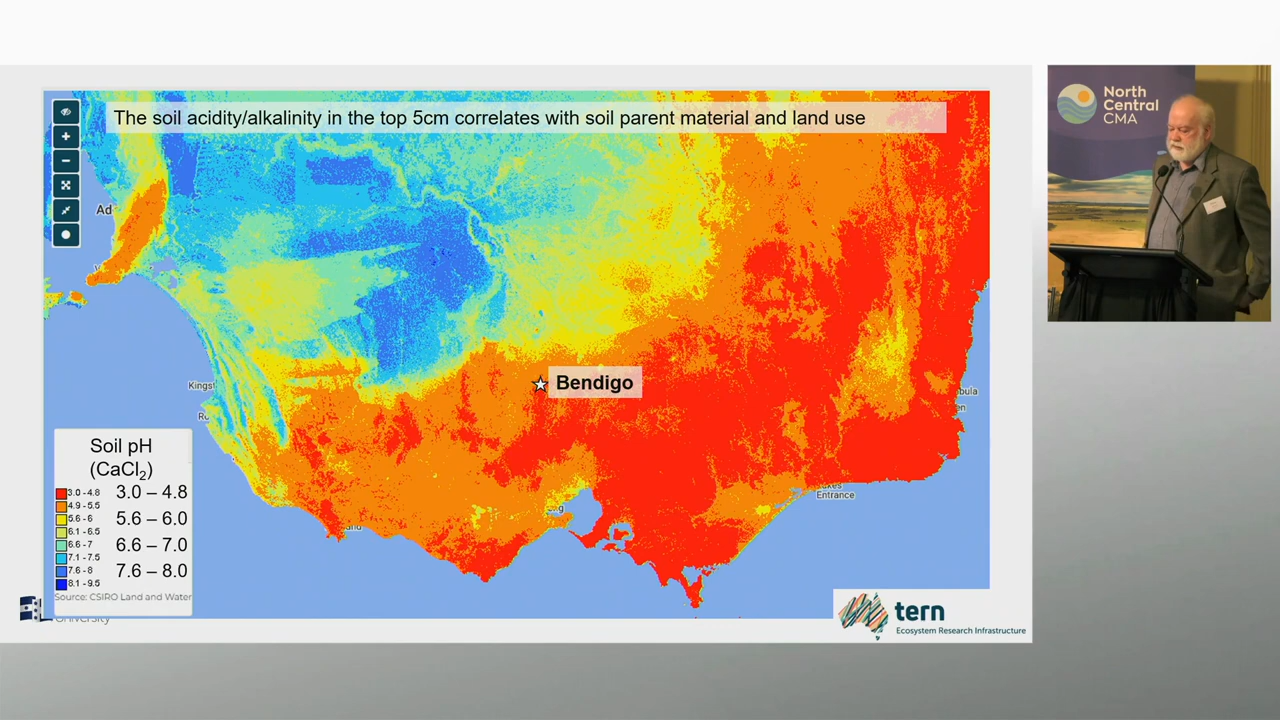 The soil acidity/alkalinity in the top 5cm correlates with soil parent material and land use
North
Central
CMA
Ad
Kingst
Bendigo
Entrance
Soil pH
(CaCl₂)
3.0 - 4.8
4.9 - 5.5
5.6 - 6
6.1 - 6.5
6.6 - 7
7.1 - 7.5
7.6 - 8
8.1 - 9.5
3.0 – 4.8
5.6 – 6.0
6.6 – 7.0
7.6 – 8.0
Source: CSIRO Land and Water
University
tern
Ecosystem Research Infrastructure